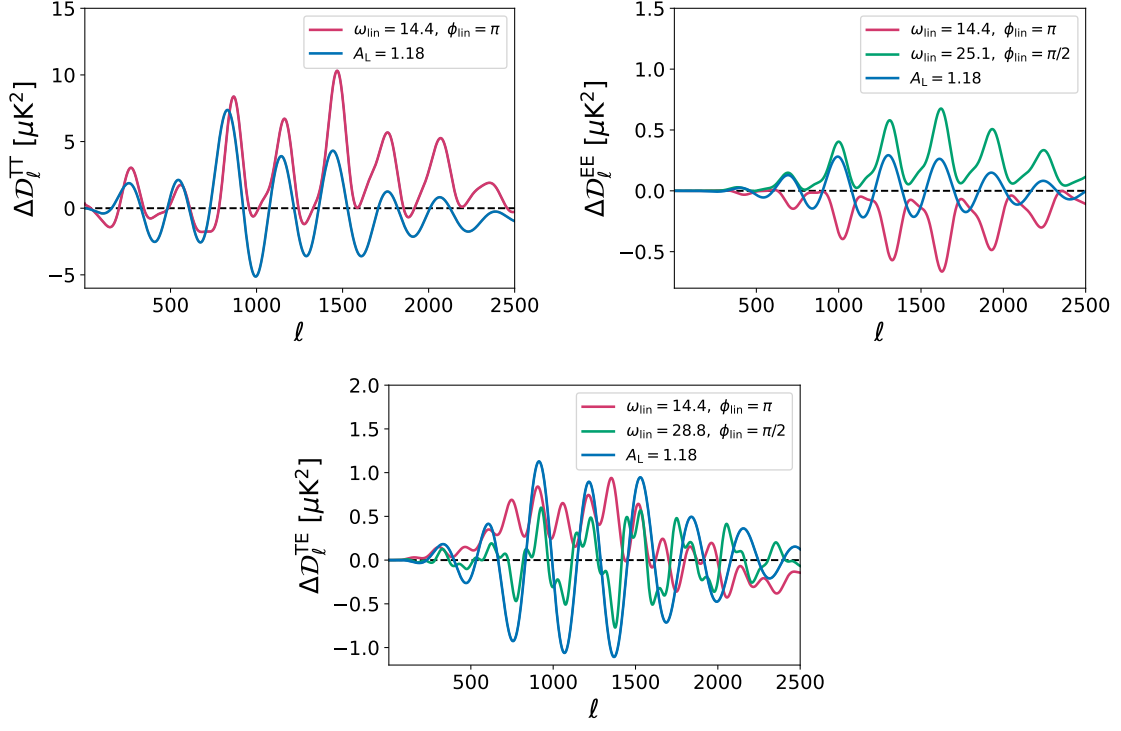 15
10
5
0
−5
500
1000
1500
2000
2500
ℓ
Δ𝒟ℓ^TT [μK²]
ω_lin = 14.4, ϕ_lin = π
A_L = 1.18
1.5
1.0
0.5
0.0
−0.5
500
1000
1500
2000
2500
ℓ
Δ𝒟ℓ^EE [μK²]
ω_lin = 14.4, ϕ_lin = π
ω_lin = 25.1, ϕ_lin = π/2
A_L = 1.18
2.0
1.5
1.0
0.5
0.0
−0.5
−1.0
500
1000
1500
2000
2500
ℓ
Δ𝒟ℓ^TE [μK²]
ω_lin = 14.4, ϕ_lin = π
ω_lin = 28.8, ϕ_lin = π/2
A_L = 1.18